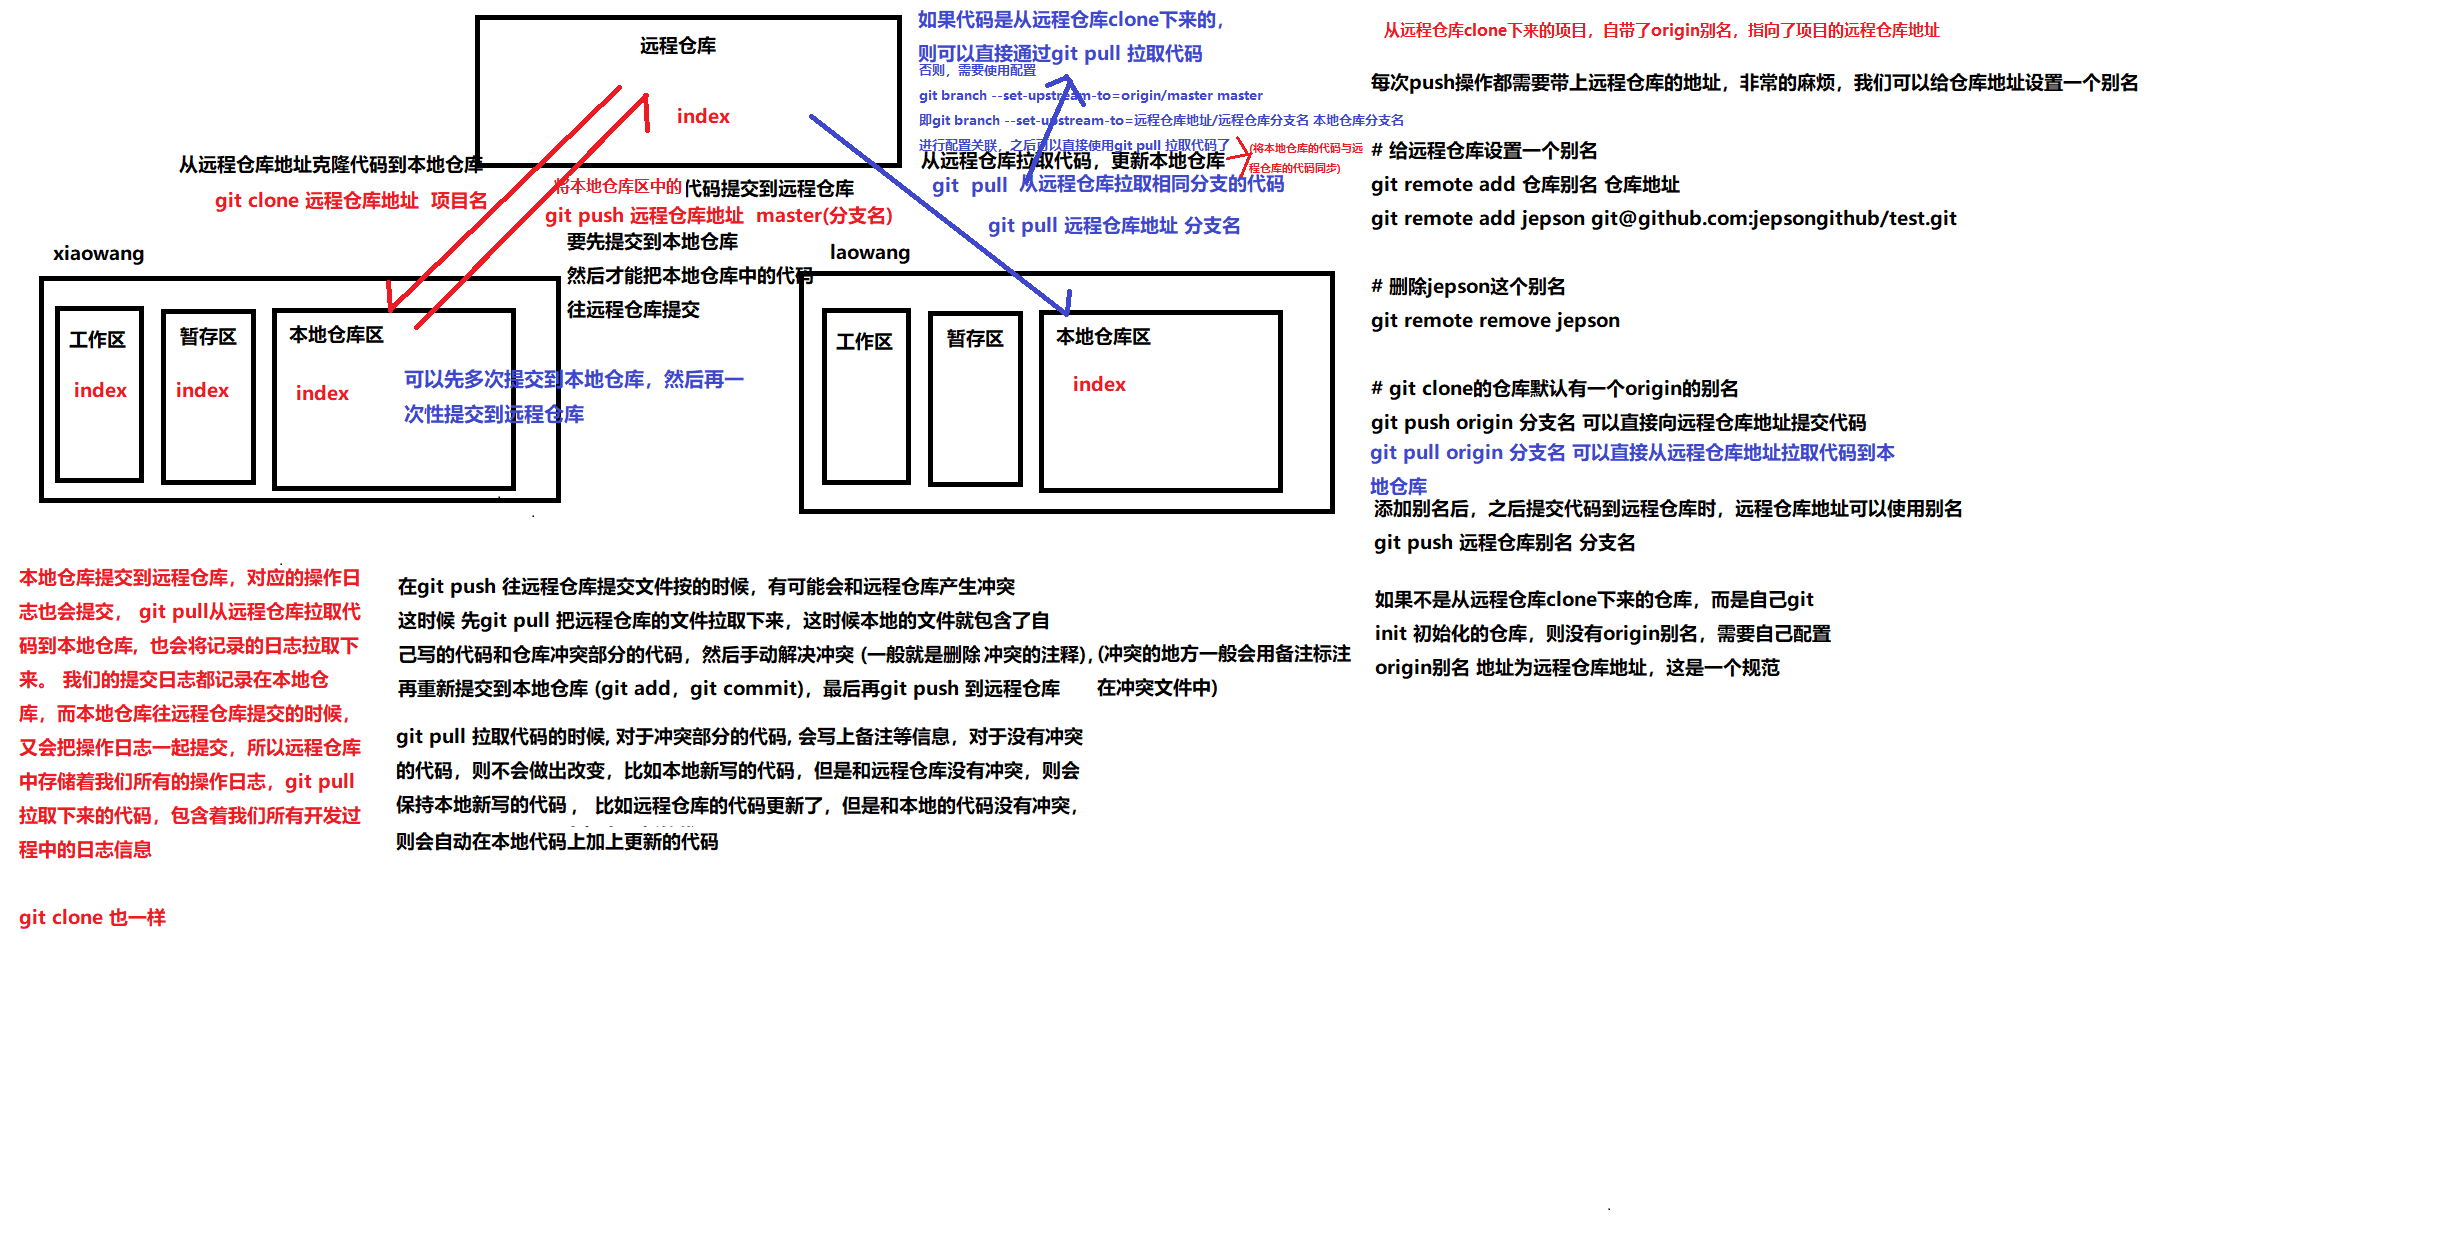 远程仓库
index
从远程仓库地址克隆代码到本地仓库
git clone 远程仓库地址 项目名
将本地仓库区中的代码提交到远程仓库
git push 远程仓库地址 master(分支名)
要先提交到本地仓库
然后才能把本地仓库中的代码
往远程仓库提交
xiaowang
工作区
index
暂存区
index
本地仓库区
index
可以先多次提交到本地仓库，然后再一
次性提交到远程仓库
如果代码是从远程仓库clone下来的，
则可以直接通过git pull 拉取代码
否则，需要使用配置
git branch --set-upstream-to=origin/master master
即git branch --set-upstream-to=远程仓库地址/远程仓库分支名 本地仓库分支名
进行配置关联，之后可以直接使用git pull 拉取代码了
从远程仓库拉取代码，更新本地仓库
(将本地仓库的代码与远
程仓库的代码同步)
git pull 从远程仓库拉取相同分支的代码
git pull 远程仓库地址 分支名
laowang
工作区
暂存区
本地仓库区
index
从远程仓库clone下来的项目，自带了origin别名，指向了项目的远程仓库地址
每次push操作都需要带上远程仓库的地址，非常的麻烦，我们可以给仓库地址设置一个别名
# 给远程仓库设置一个别名
git remote add 仓库别名 仓库地址
git remote add jepson git@github.com:jepsongithub/test.git
# 删除jepson这个别名
git remote remove jepson
# git clone的仓库默认有一个origin的别名
git push origin 分支名 可以直接向远程仓库地址提交代码
git pull origin 分支名 可以直接从远程仓库地址拉取代码到本
地仓库
添加别名后，之后提交代码到远程仓库时，远程仓库地址可以使用别名
git push 远程仓库别名 分支名
如果不是从远程仓库clone下来的仓库，而是自己git
init 初始化的仓库，则没有origin别名，需要自己配置
origin别名 地址为远程仓库地址，这是一个规范
本地仓库提交到远程仓库，对应的操作日
志也会提交， git pull从远程仓库拉取代
码到本地仓库, 也会将记录的日志拉取下
来。 我们的提交日志都记录在本地仓
库，而本地仓库往远程仓库提交的时候，
又会把操作日志一起提交，所以远程仓库
中存储着我们所有的操作日志，git pull
拉取下来的代码，包含着我们所有开发过
程中的日志信息
git clone 也一样
在git push 往远程仓库提交文件按的时候，有可能会和远程仓库产生冲突
这时候 先git pull 把远程仓库的文件拉取下来，这时候本地的文件就包含了自
己写的代码和仓库冲突部分的代码，然后手动解决冲突 (一般就是删除 冲突的注释)，
再重新提交到本地仓库 (git add，git commit)，最后再git push 到远程仓库
(冲突的地方一般会用备注标注
在冲突文件中)
git pull 拉取代码的时候, 对于冲突部分的代码, 会写上备注等信息，对于没有冲突
的代码，则不会做出改变，比如本地新写的代码，但是和远程仓库没有冲突，则会
保持本地新写的代码， 比如远程仓库的代码更新了，但是和本地的代码没有冲突，
则会自动在本地代码上加上更新的代码